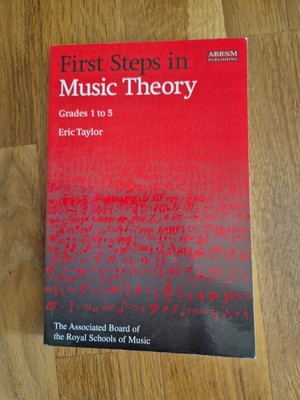 ABRSM
PUBLISHING
First Steps in
Music Theory
Grades 1 to 5
Eric Taylor
The Associated Board of
the Royal Schools of Music